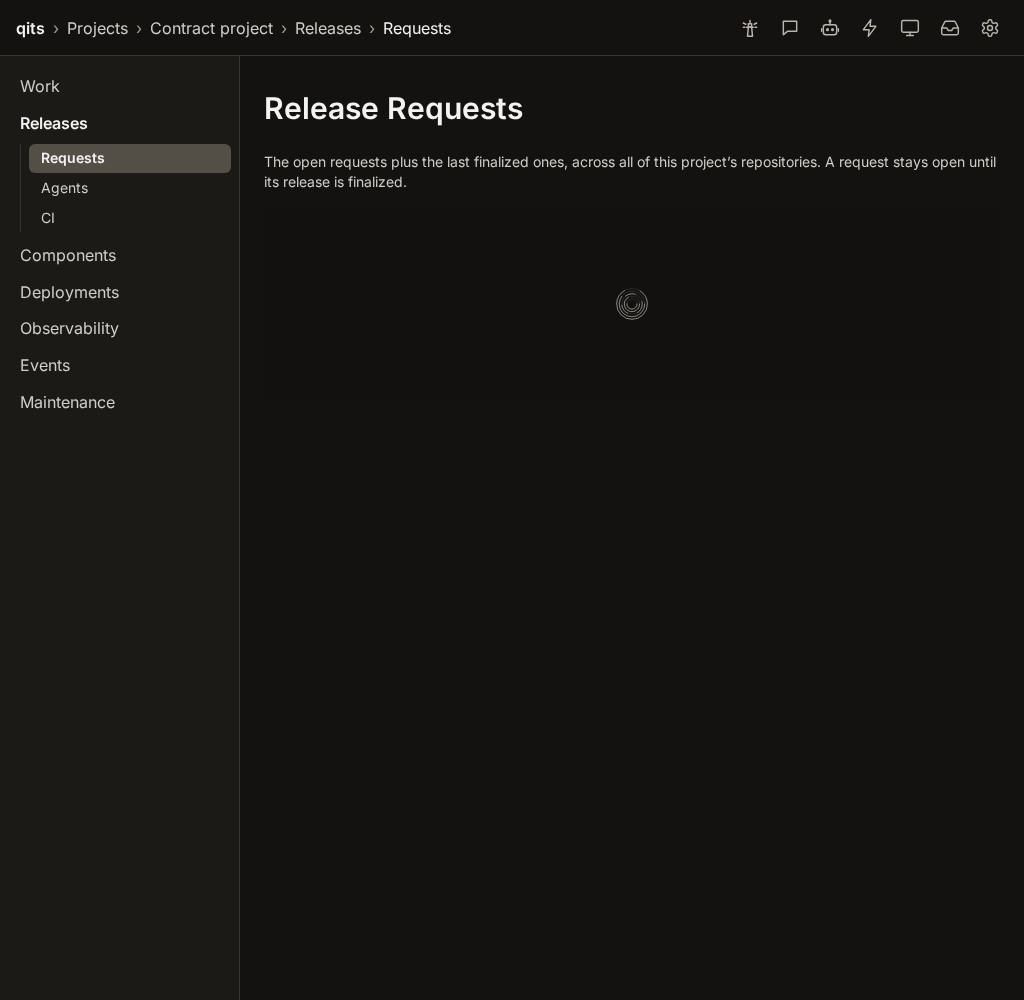 qits › Projects › Contract project › Releases › Requests
Work
Releases
Requests
Agents
CI
Components
Deployments
Observability
Events
Maintenance
Release Requests
The open requests plus the last finalized ones, across all of this project’s repositories. A request stays open until
its release is finalized.